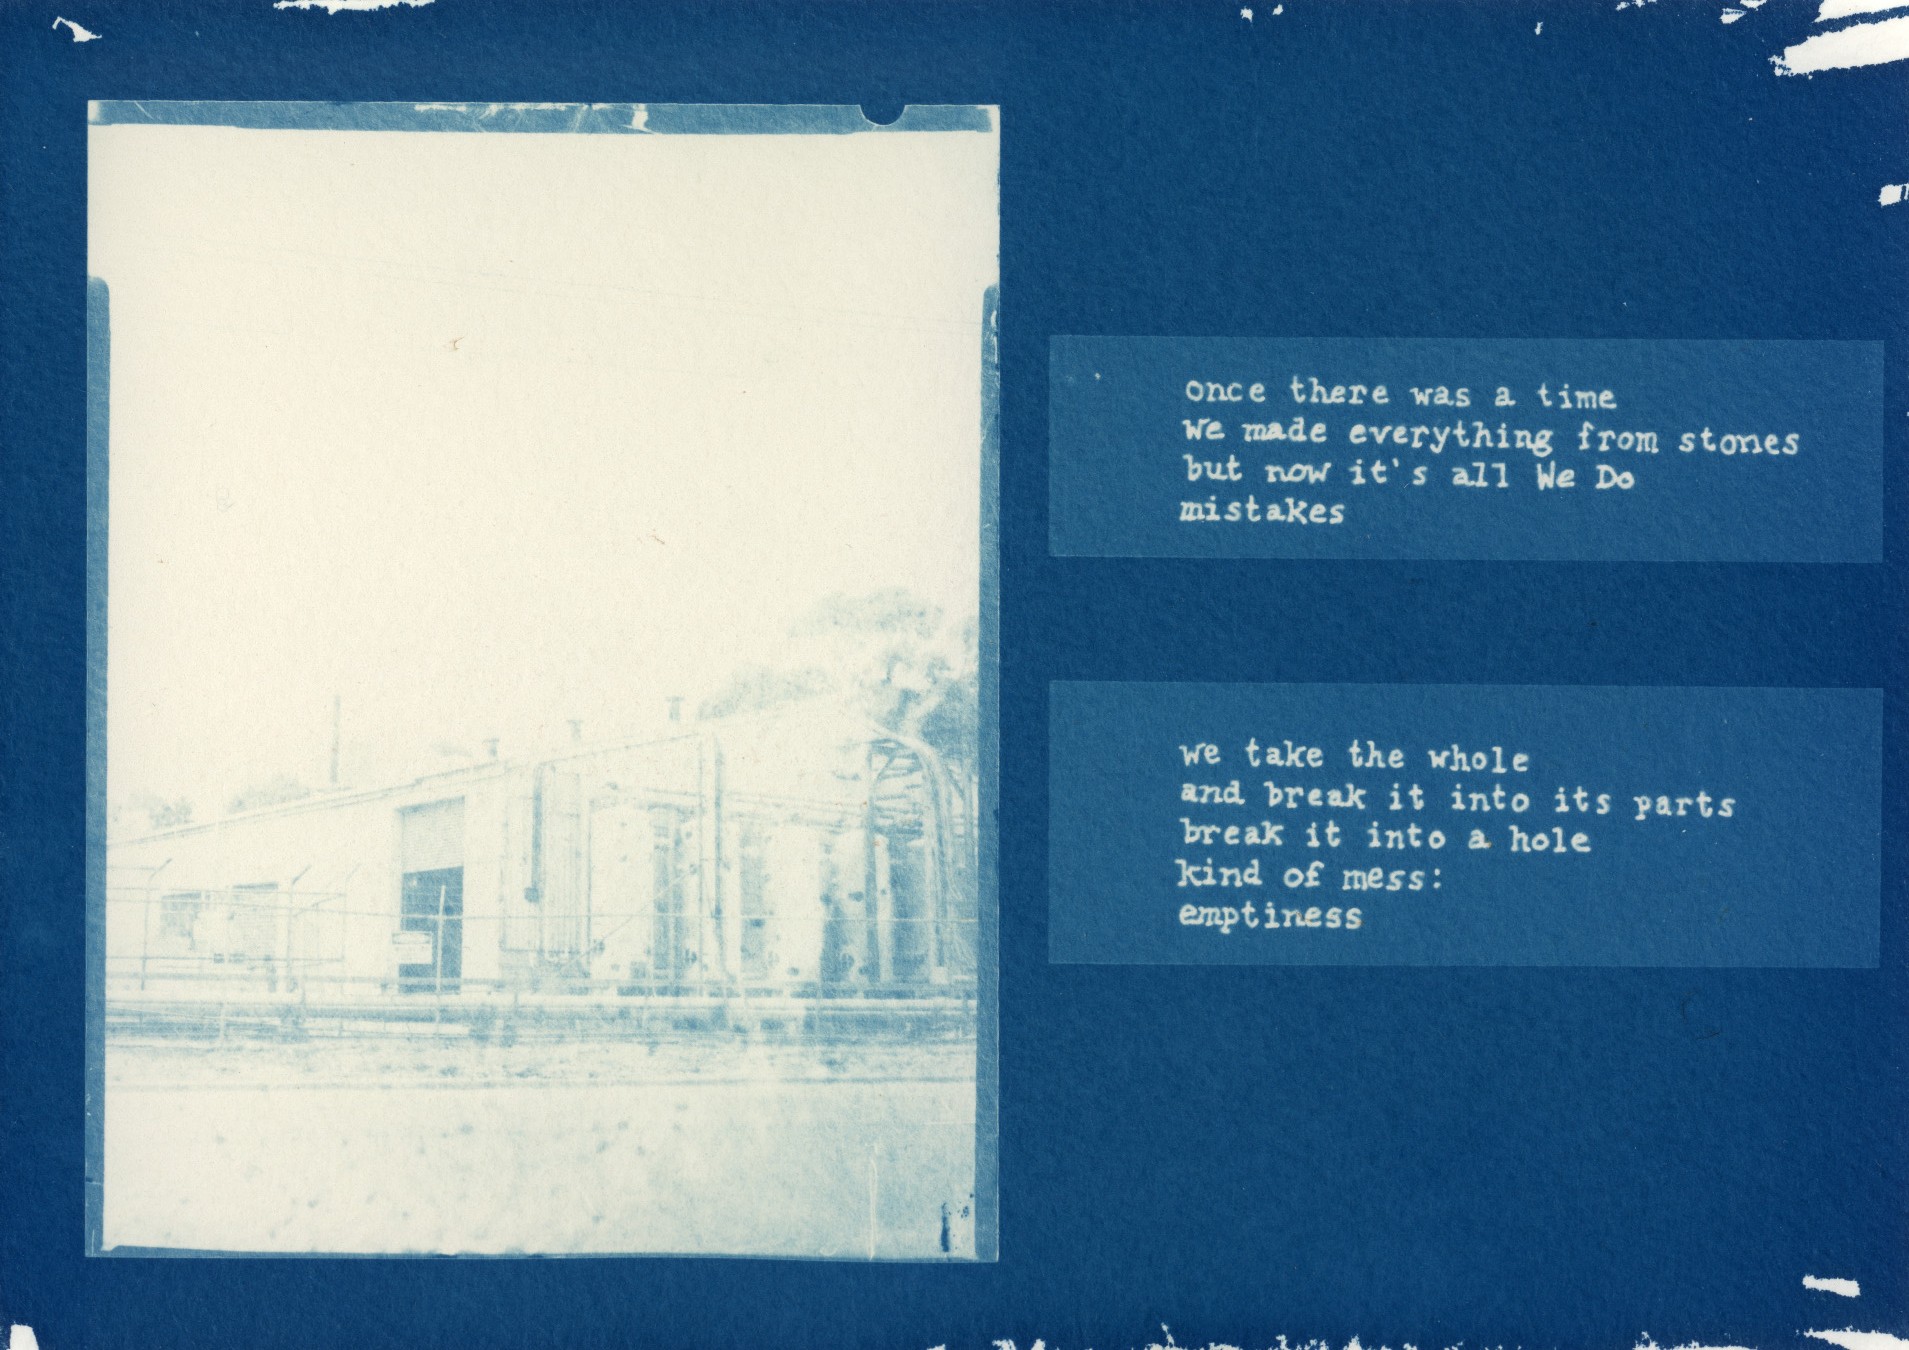 once there was a time
We made everything from stones
but now it's all We Do
mistakes
we take the whole
and break it into its parts
break it into a hole
kind of mess:
emptiness